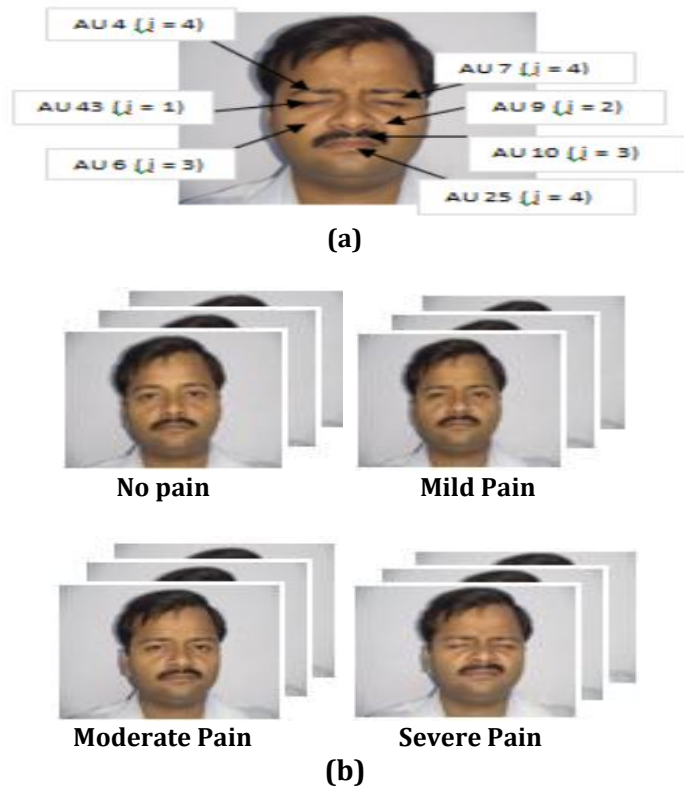 AU 4 (j = 4)
AU 7 (j = 4)
AU 43 (j = 1)
AU 9 (j = 2)
AU 6 (j = 3)
AU 10 (j = 3)
AU 25 (j = 4)
(a)
No pain
Mild Pain
Moderate Pain
Severe Pain
(b)